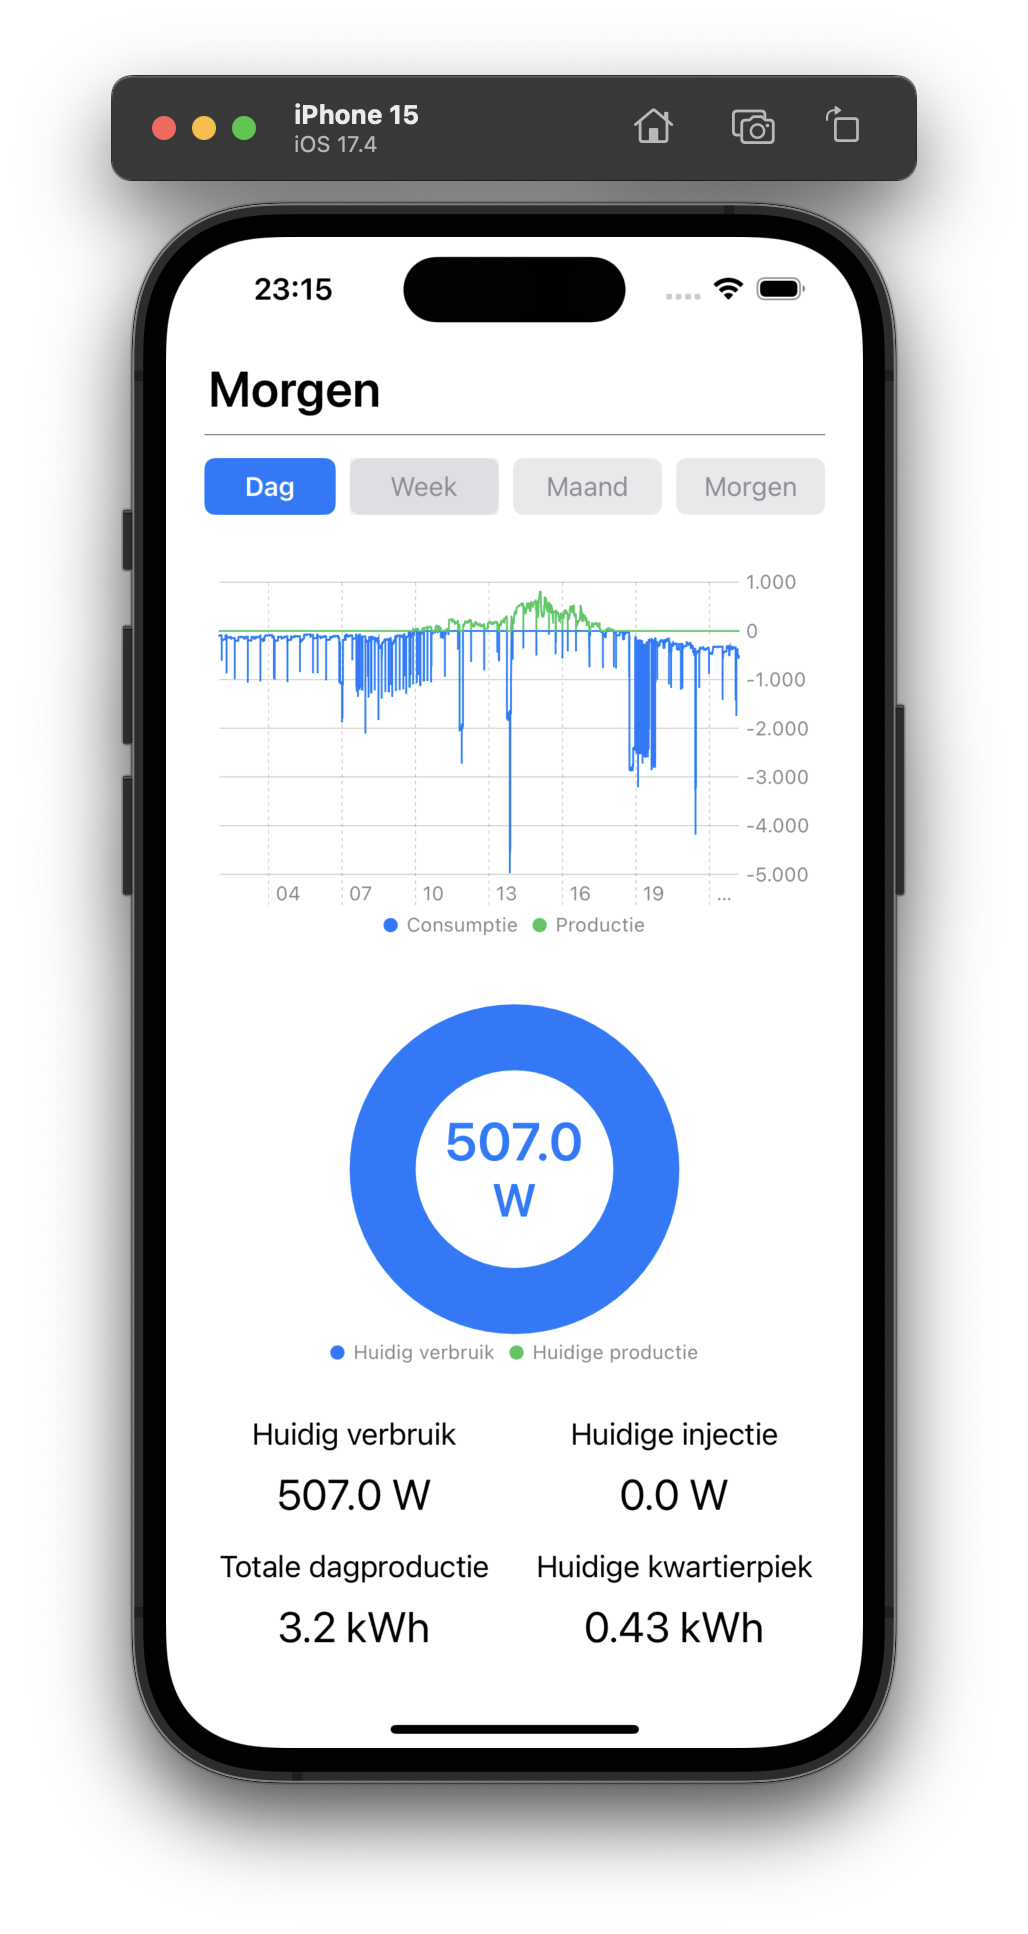 iPhone 15
iOS 17.4
23:15
Morgen
Dag Week Maand Morgen
1.000
0
-1.000
-2.000
-3.000
-4.000
-5.000
04 07 10 13 16 19 ...
Consumptie Productie
507.0
W
Huidig verbruik Huidige productie
Huidig verbruik Huidige injectie
507.0 W 0.0 W
Totale dagproductie Huidige kwartierpiek
3.2 kWh 0.43 kWh